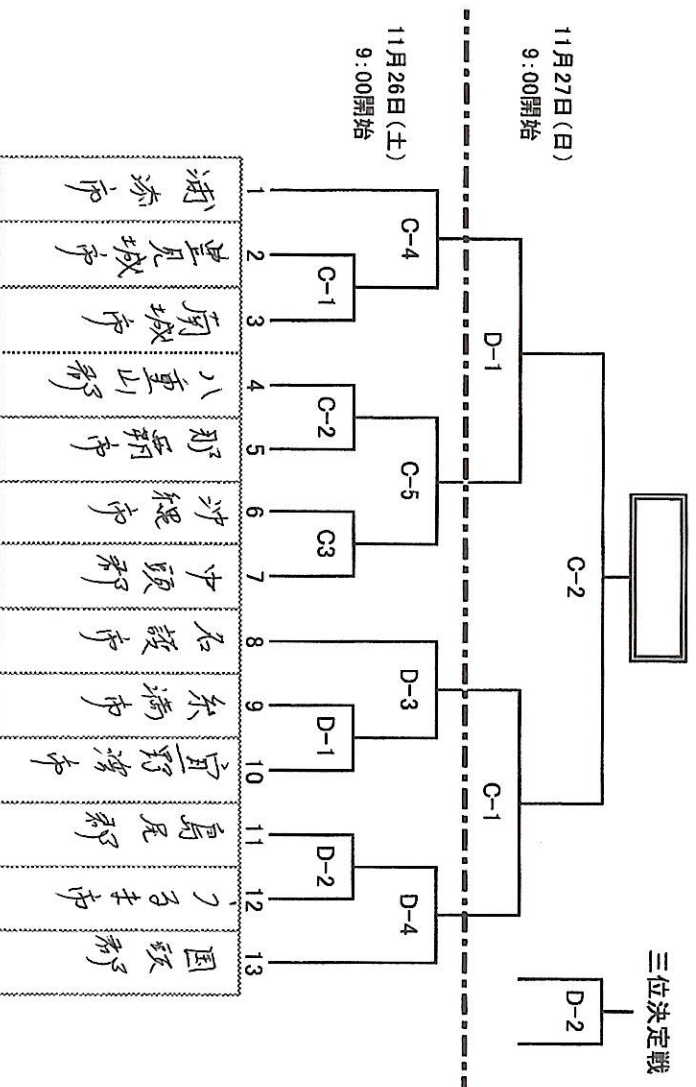 三位決定戦
D-2
C-2
11月27日(日)
9:00開始
D-1
C-1
11月26日(土)
9:00開始
C-4
C-5
D-3
D-4
C-1
C-2
C3
D-1
D-2
1
2
3
4
5
6
7
8
9
10
11
12
13
浦添市
豊見城市
南城市
八重山郡
那覇市
沖縄市
中頭郡
名護市
糸満市
宜野湾市
島尻郡
うるま市
国頭郡